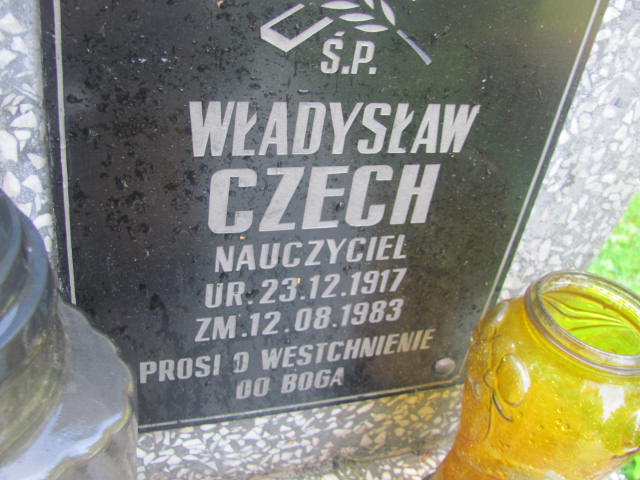 Ś.P.
WŁADYSŁAW
CZECH
NAUCZYCIEL
UR. 23.12.1917
ZM. 12.08.1983
PROSI O WESTCHNIENIE
DO BOGA